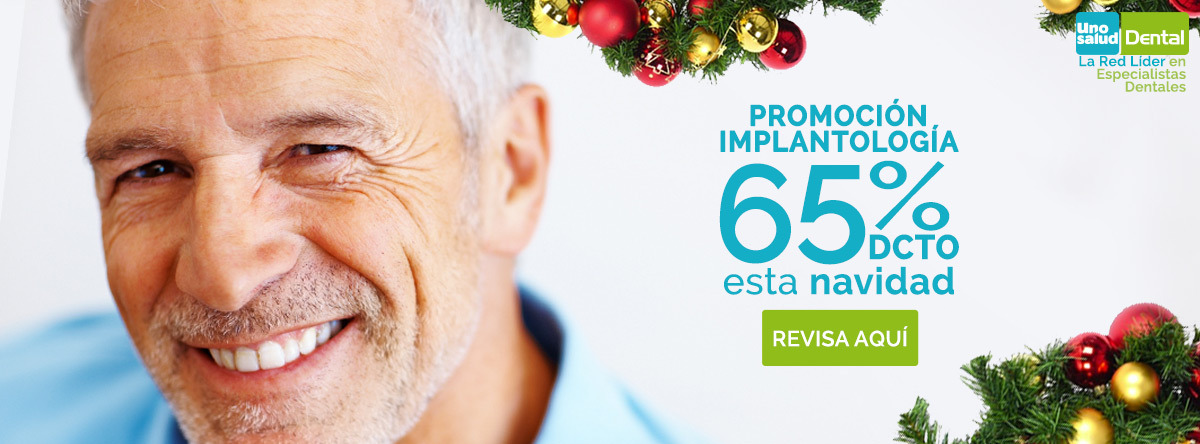 Uno
salud Dental
La Red Líder en
Especialistas
Dentales
PROMOCIÓN
IMPLANTOLOGÍA
65%
DCTO
esta navidad
REVISA AQUÍ